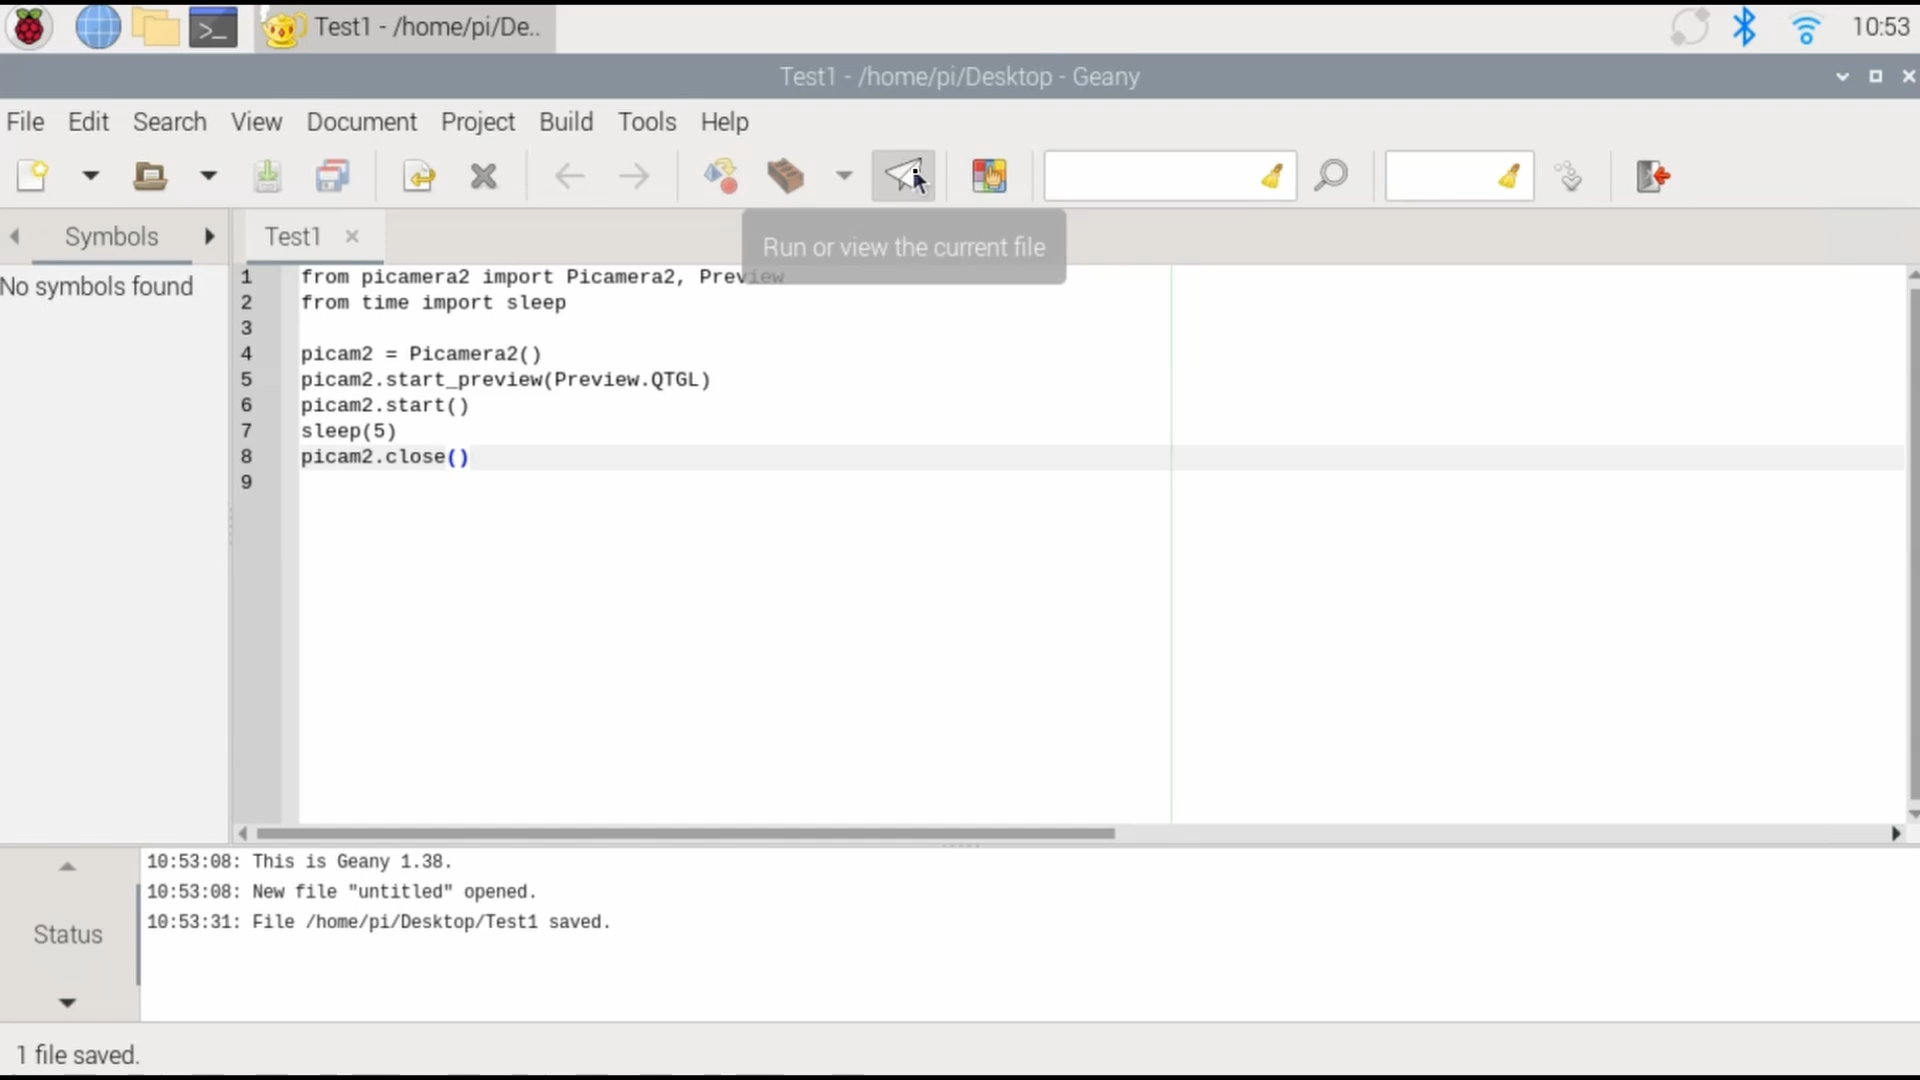 Test1 - /home/pi/De..
10:53
Test1 - /home/pi/Desktop - Geany
File Edit Search View Document Project Build Tools Help
Symbols
Test1
Run or view the current file
No symbols found
1 from picamera2 import Picamera2, Preview
2 from time import sleep
3
4 picam2 = Picamera2()
5 picam2.start_preview(Preview.QTGL)
6 picam2.start()
7 sleep(5)
8 picam2.close()
9
Status
10:53:08: This is Geany 1.38.
10:53:08: New file "untitled" opened.
10:53:31: File /home/pi/Desktop/Test1 saved.
1 file saved.